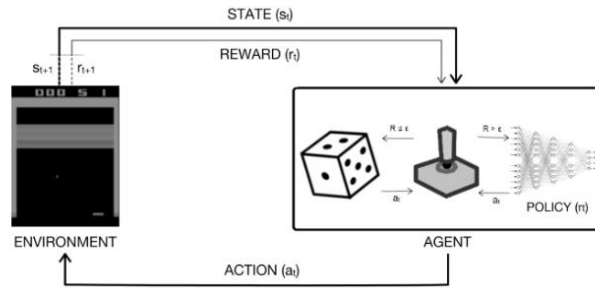 STATE (sₜ)
REWARD (rₜ)
sₜ₊₁ rₜ₊₁
000 5 1
R ≤ ε R > ε
aₜ aₜ
POLICY (π)
ENVIRONMENT AGENT
ACTION (aₜ)